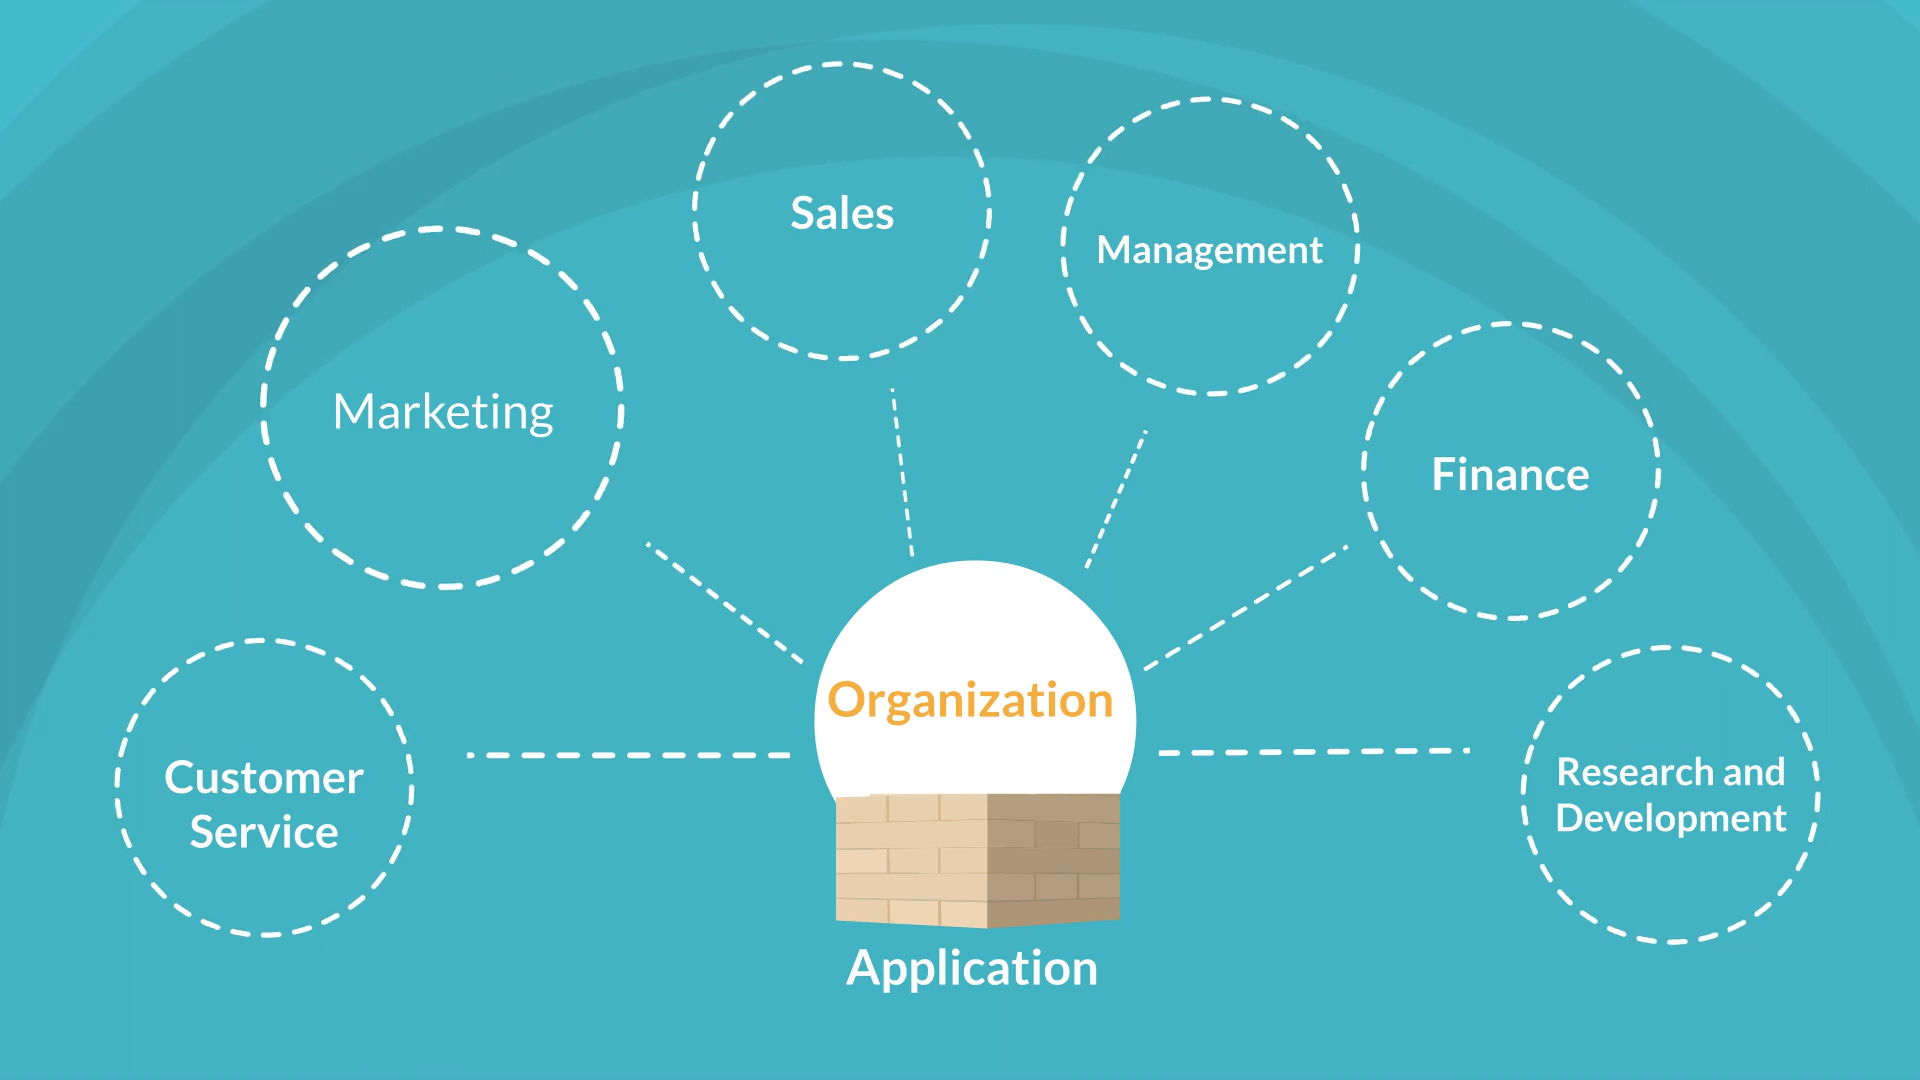 Sales
Management
Marketing
Finance
Organization
Customer
Service
Research and
Development
Application